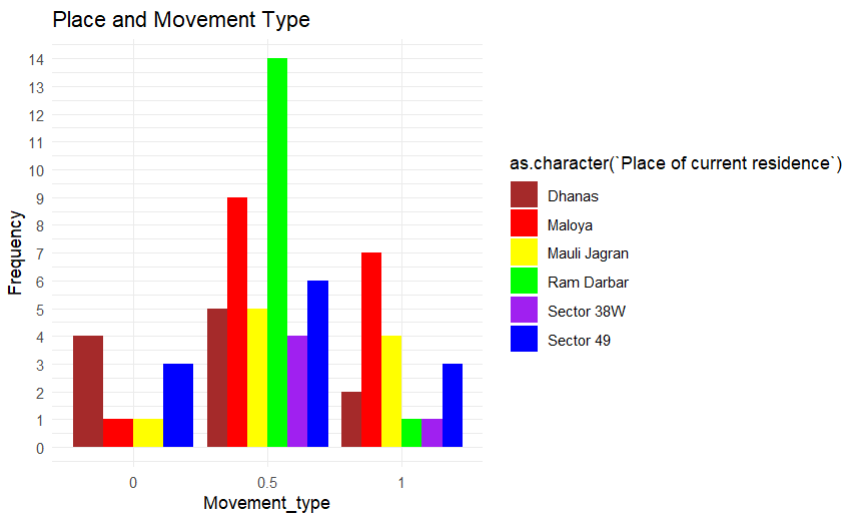 Place and Movement Type
Frequency
14
13
12
11
10
9
8
7
6
5
4
3
2
1
0
0 0.5 1
Movement_type
as.character(`Place of current residence`)
Dhanas
Maloya
Mauli Jagran
Ram Darbar
Sector 38W
Sector 49